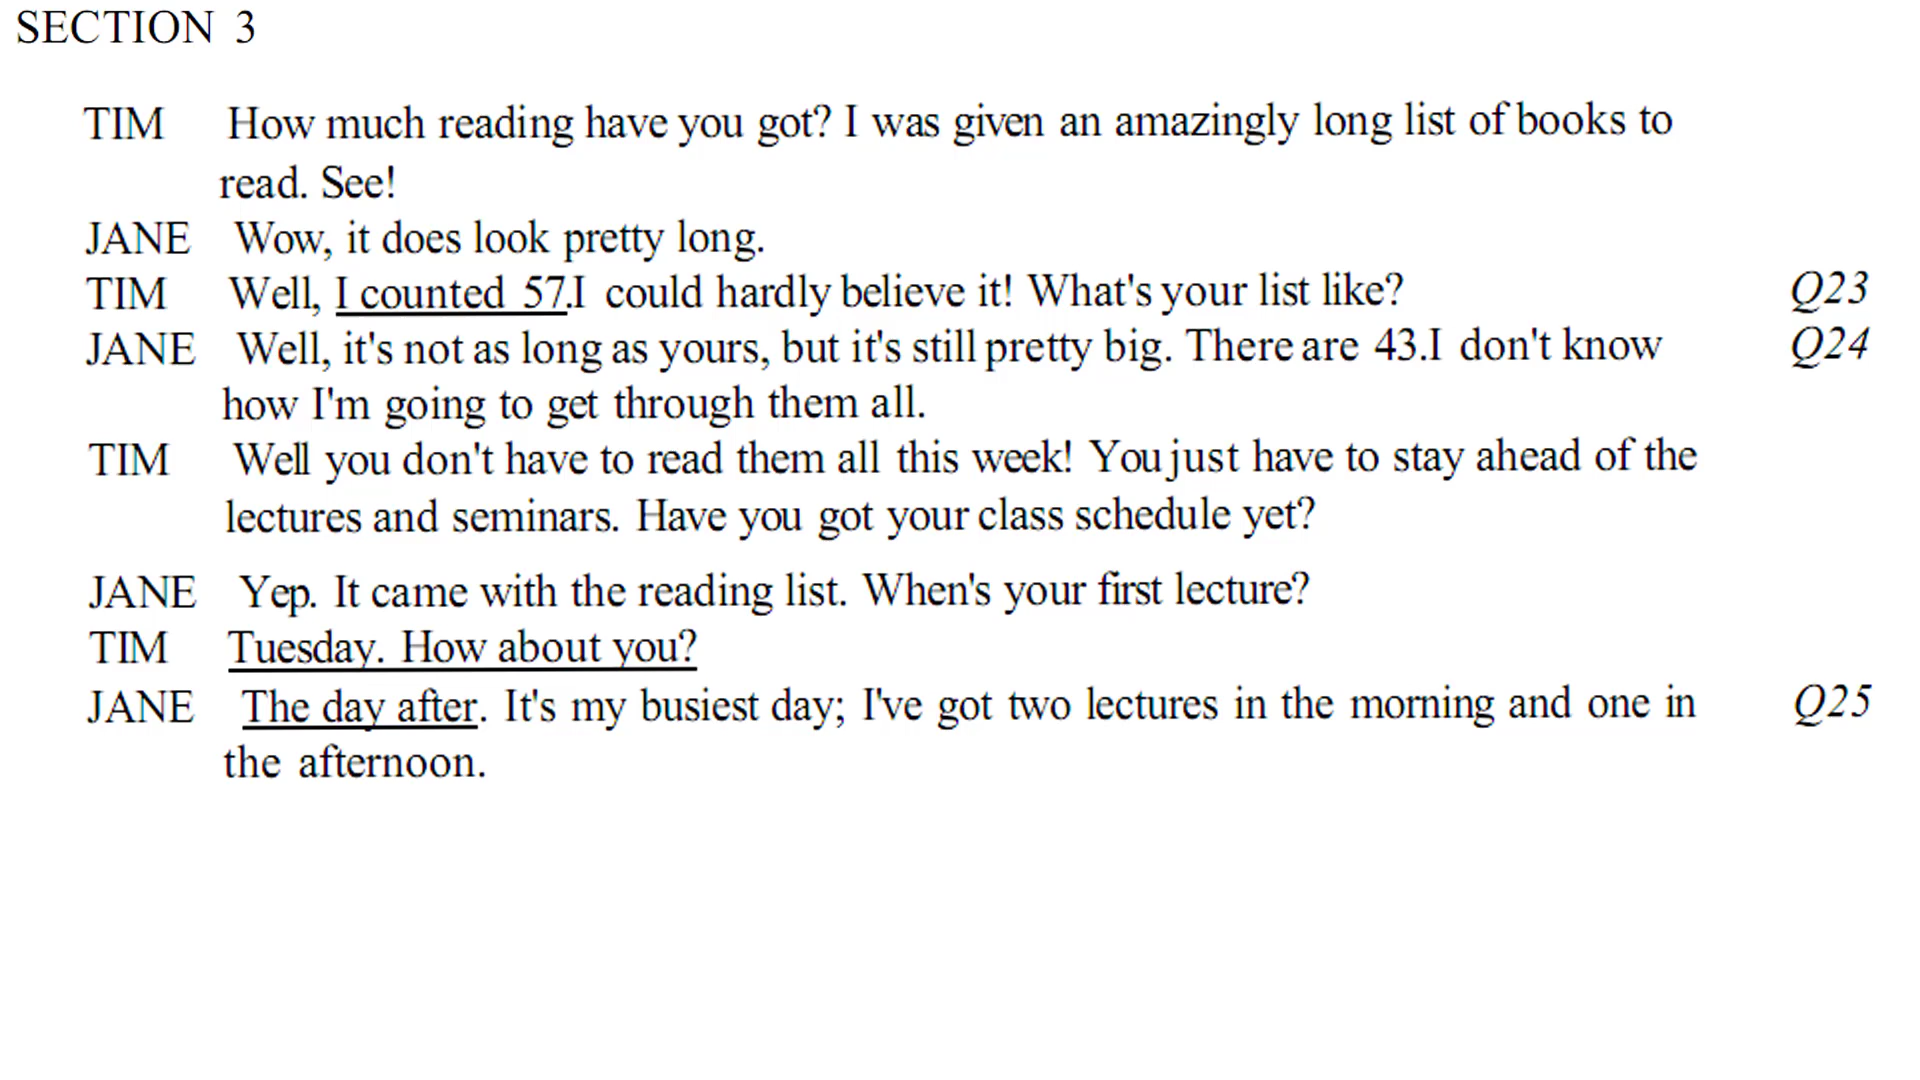 SECTION 3
TIM How much reading have you got? I was given an amazingly long list of books to
read. See!
JANE Wow, it does look pretty long.
TIM Well, I counted 57.I could hardly believe it! What's your list like? Q23
JANE Well, it's not as long as yours, but it's still pretty big. There are 43.I don't know Q24
how I'm going to get through them all.
TIM Well you don't have to read them all this week! You just have to stay ahead of the
lectures and seminars. Have you got your class schedule yet?
JANE Yep. It came with the reading list. When's your first lecture?
TIM Tuesday. How about you?
JANE The day after. It's my busiest day; I've got two lectures in the morning and one in Q25
the afternoon.